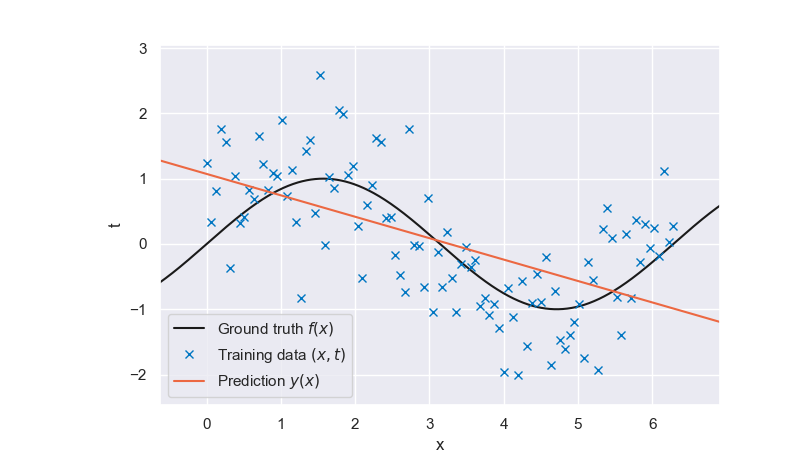 3
2
1
0
−1
−2
t
Ground truth f(x)
Training data (x, t)
Prediction y(x)
0 1 2 3 4 5 6
x